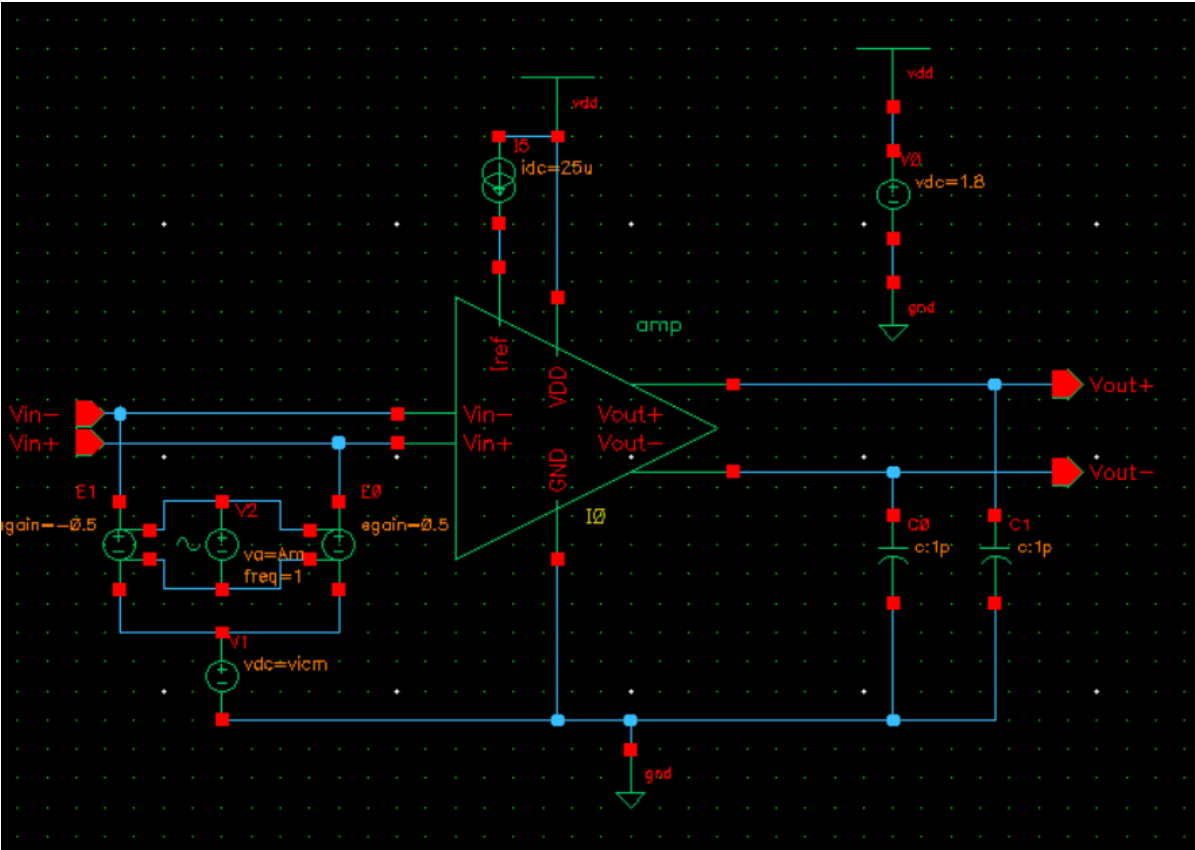 vdd
vdd
I5
idc=25u
V0
vdc=1.8
gnd
amp
Iref
VDD
Vout+
Vin-
Vin-
Vout+
Vin+
Vin+
Vout-
GND
Vout-
E1
V2
E0
I0
egain=-0.5
egain=0.5
C0
C1
va=Am
c:1p
c:1p
freq=1
V1
vdc=vicm
gnd